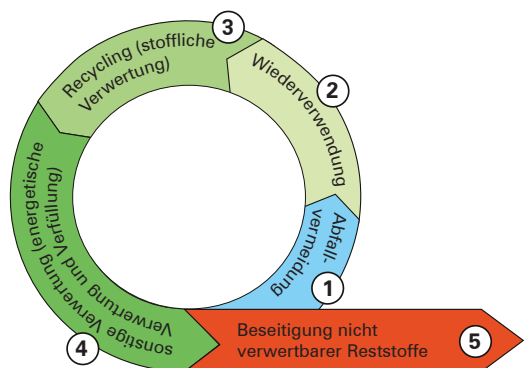 1
Abfall-
vermeidung
2
Wiederverwendung
3
Recycling (stoffliche
Verwertung)
4
sonstige Verwertung (energetische
Verwertung und Verfüllung)
5
Beseitigung nicht
verwertbarer Reststoffe